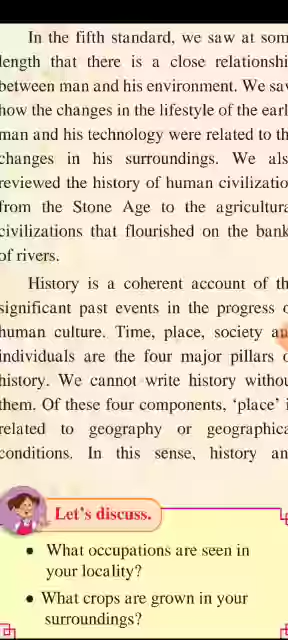 In the fifth standard, we saw at som
length that there is a close relationshi
between man and his environment. We sav
how the changes in the lifestyle of the earl
man and his technology were related to th
changes in his surroundings. We als
reviewed the history of human civilizatio
from the Stone Age to the agricultura
civilizations that flourished on the bank
of rivers.
History is a coherent account of th
significant past events in the progress o
human culture. Time, place, society an
individuals are the four major pillars o
history. We cannot write history withou
them. Of these four components, ‘place’ i
related to geography or geographica
conditions. In this sense, history an
Let’s discuss.
• What occupations are seen in
your locality?
• What crops are grown in your
surroundings?